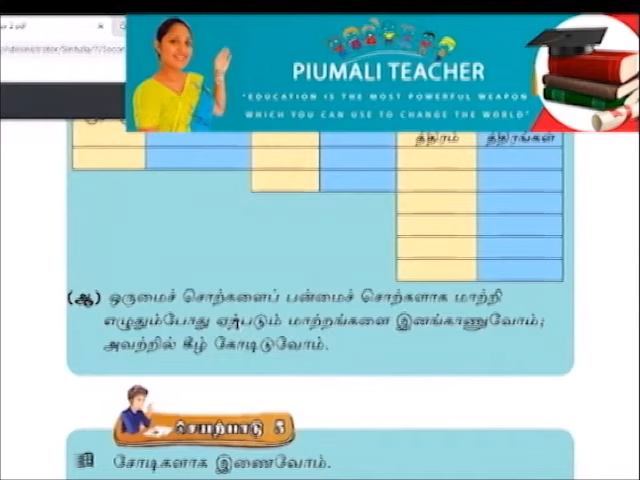 PIUMALI TEACHER
"EDUCATION IS THE MOST POWERFUL WEAPON
WHICH YOU CAN USE TO CHANGE THE WORLD"
தீத்திரம் தீத்திரங்கள்
(ஆ) ஒருமைச் சொற்களைப் பன்மைச் சொற்களாக மாற்றி
எழுதும்போது ஏற்படும் மாற்றங்களை இனங்காணுவோம்;
அவற்றில் கீழ் கோடிடுவோம்.
செயற்பாடு 5
சோடிகளாக இணைவோம்.